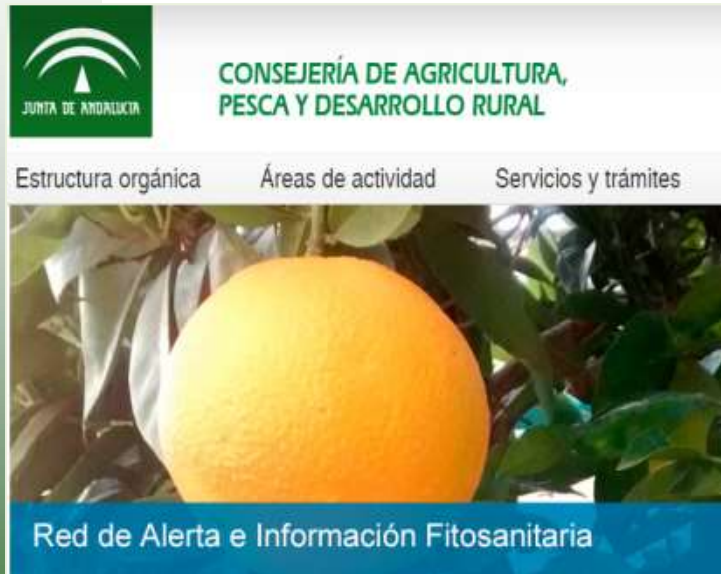 JUNTA DE ANDALUCIA
CONSEJERÍA DE AGRICULTURA,
PESCA Y DESARROLLO RURAL
Estructura orgánica Áreas de actividad Servicios y trámites
Red de Alerta e Información Fitosanitaria